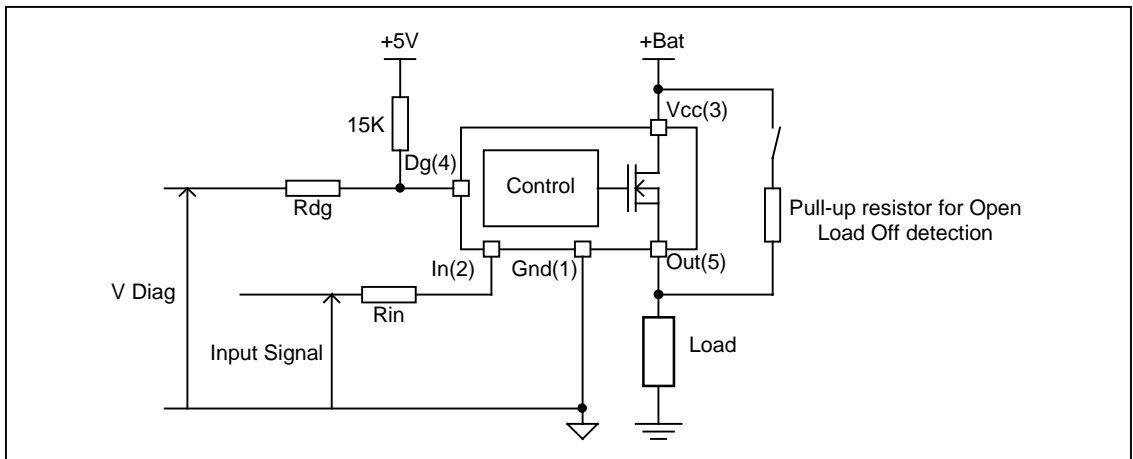 +5V
+Bat
Vcc(3)
15K
Dg(4)
Control
Rdg
Pull-up resistor for Open
Load Off detection
In(2)
Gnd(1)
Out(5)
V Diag
Rin
Input Signal
Load